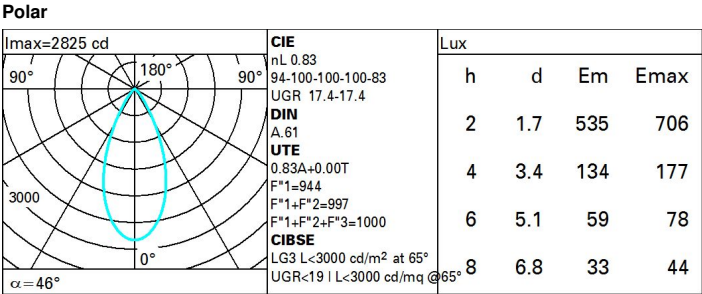 Polar
Imax=2825 cd
90°
180°
90°
3000
0°
α=46°
CIE
nL 0.83
94-100-100-100-83
UGR 17.4-17.4
DIN
A.61
UTE
0.83A+0.00T
F"1=944
F"1+F"2=997
F"1+F"2+F"3=1000
CIBSE
LG3 L<3000 cd/m² at 65°
UGR<19 | L<3000 cd/mq @65°
Lux
h d Em Emax
2 1.7 535 706
4 3.4 134 177
6 5.1 59 78
8 6.8 33 44